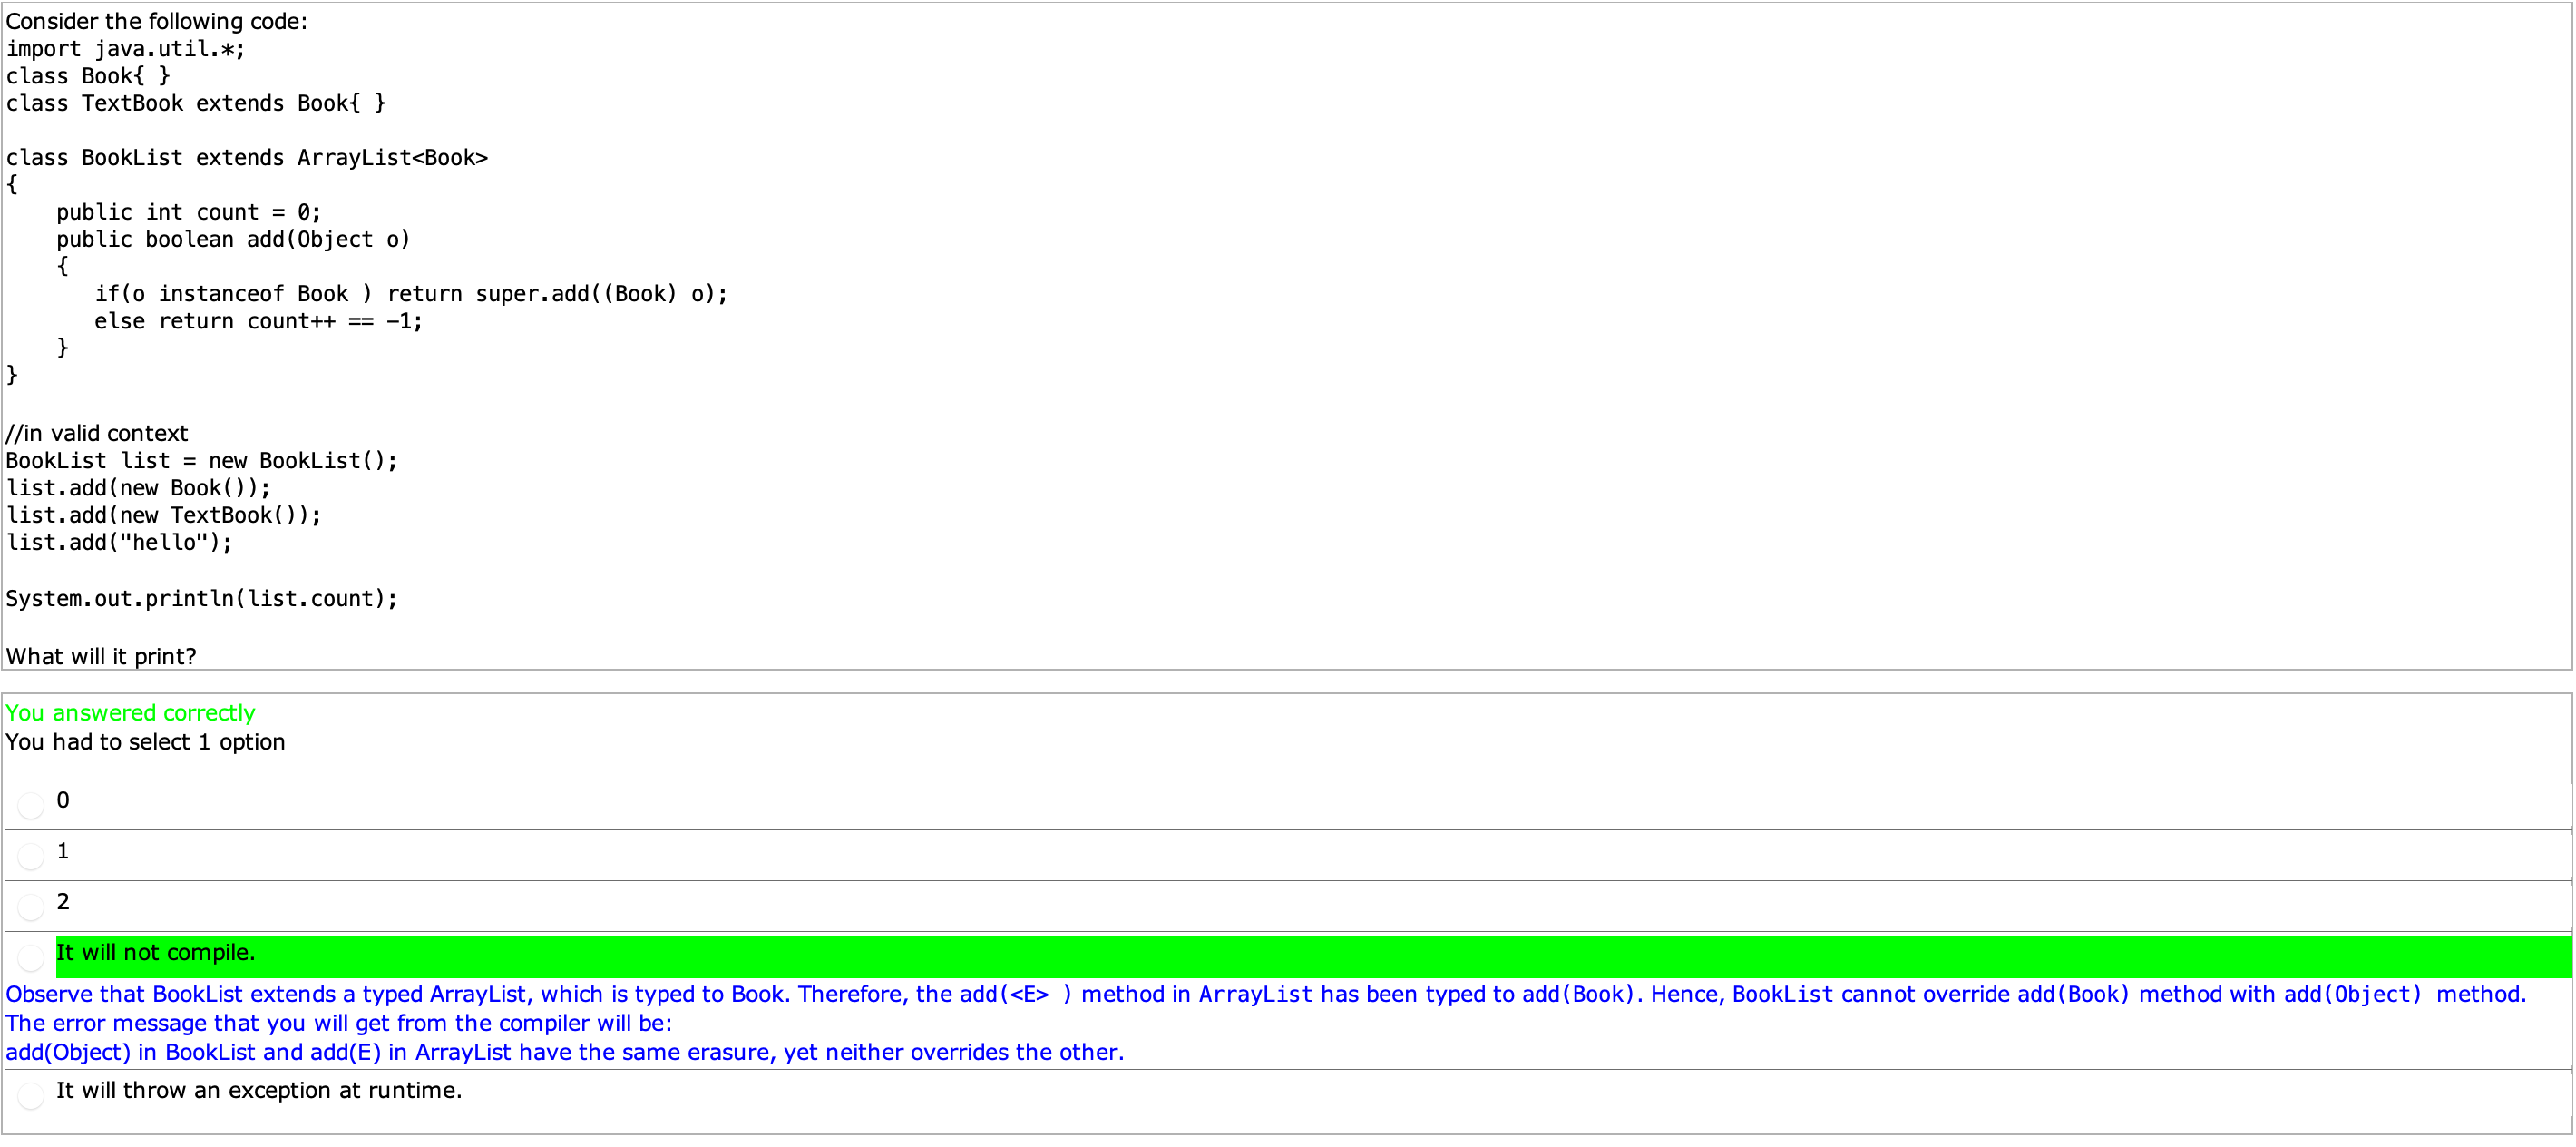 Consider the following code:
import java.util.*;
class Book{ }
class TextBook extends Book{ }
class BookList extends ArrayList<Book>
{
    public int count = 0;
    public boolean add(Object o)
    {
       if(o instanceof Book ) return super.add((Book) o);
       else return count++ == -1;
    }
}
//in valid context
BookList list = new BookList();
list.add(new Book());
list.add(new TextBook());
list.add("hello");
System.out.println(list.count);
What will it print?
You answered correctly
You had to select 1 option
0
1
2
It will not compile.
Observe that BookList extends a typed ArrayList, which is typed to Book. Therefore, the add(<E> ) method in ArrayList has been typed to add(Book). Hence, BookList cannot override add(Book) method with add(Object) method.
The error message that you will get from the compiler will be:
add(Object) in BookList and add(E) in ArrayList have the same erasure, yet neither overrides the other.
It will throw an exception at runtime.